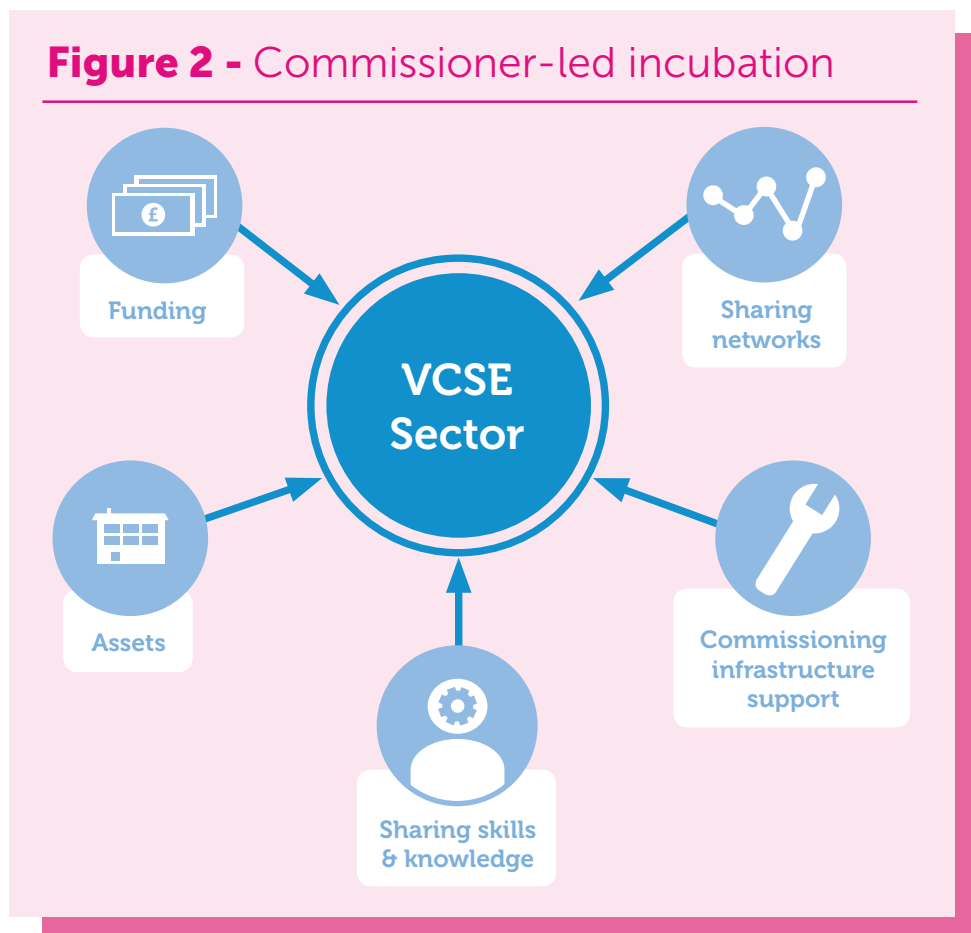 Figure 2 - Commissioner-led incubation
£
Funding
Sharing
networks
VCSE
Sector
Assets
Commissioning
infrastructure
support
Sharing skills
& knowledge